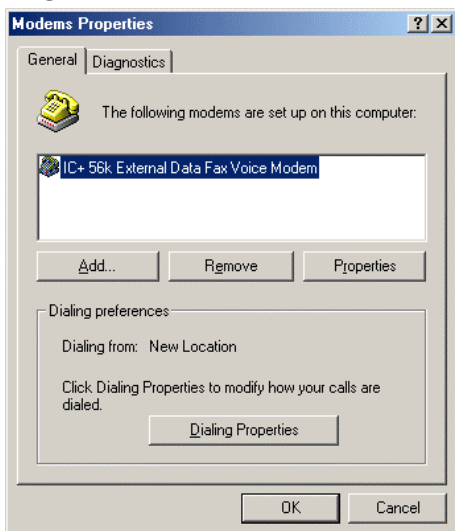 Modems Properties
General Diagnostics
The following modems are set up on this computer:
IC+ 56k External Data Fax Voice Modem
Add... Remove Properties
Dialing preferences
Dialing from: New Location
Click Dialing Properties to modify how your calls are
dialed.
Dialing Properties
OK Cancel